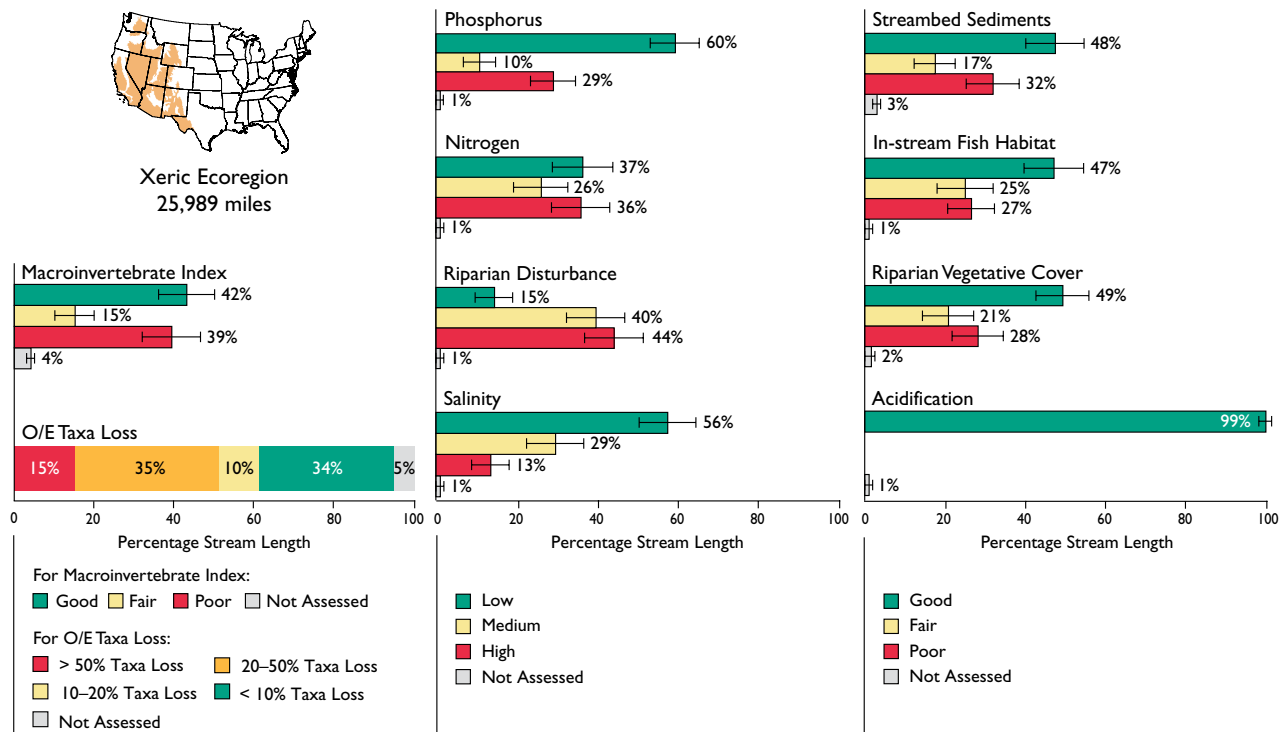 Xeric Ecoregion
25,989 miles
Macroinvertebrate Index
42%
15%
39%
4%
O/E Taxa Loss
15% 35% 10% 34% 5%
0 20 40 60 80 100
Percentage Stream Length
For Macroinvertebrate Index:
Good Fair Poor Not Assessed
For O/E Taxa Loss:
> 50% Taxa Loss 20–50% Taxa Loss
10–20% Taxa Loss < 10% Taxa Loss
Not Assessed
Phosphorus
60%
10%
29%
1%
Nitrogen
37%
26%
36%
1%
Riparian Disturbance
15%
40%
44%
1%
Salinity
56%
29%
13%
1%
0 20 40 60 80 100
Percentage Stream Length
Low
Medium
High
Not Assessed
Streambed Sediments
48%
17%
32%
3%
In-stream Fish Habitat
47%
25%
27%
1%
Riparian Vegetative Cover
49%
21%
28%
2%
Acidification
99%
1%
0 20 40 60 80 100
Percentage Stream Length
Good
Fair
Poor
Not Assessed